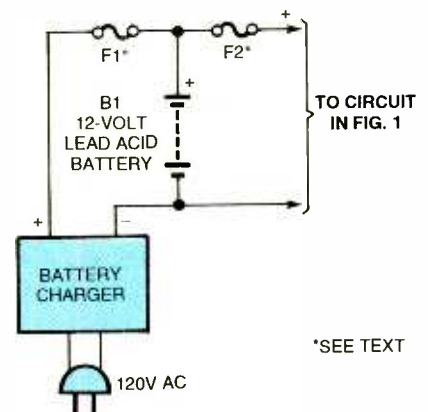 +
F1*
F2*
+
B1
12-VOLT
LEAD ACID
BATTERY
TO CIRCUIT
IN FIG. 1
+
−
BATTERY
CHARGER
*SEE TEXT
120V AC